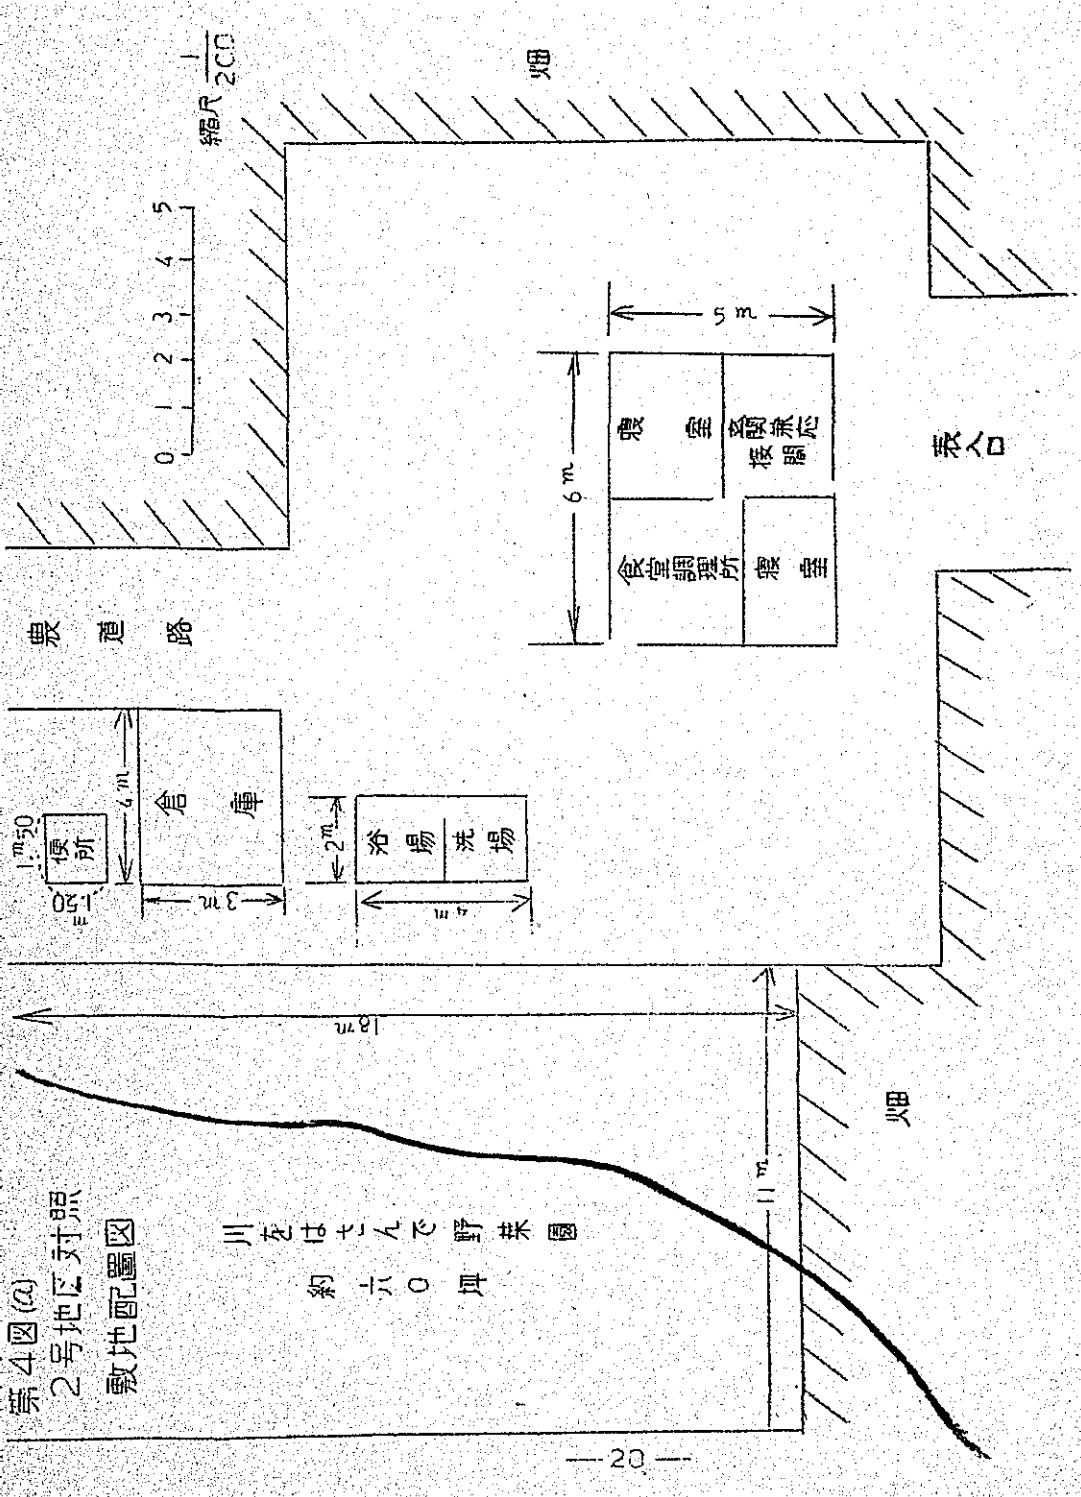 第4図(a)
2号地区対照
敷地配置図
縮尺 1/200
0 1 2 3 4 5
畑
農道路
1m50
1m50
便所
4m
倉庫
3m
2m
浴場
洗場
4m
18m
11m
川をはさんで野菜園
約六〇坪
6m
5m
寝室
玄関兼応
接間
食堂調理所
寝室
表入口
畑
—20—